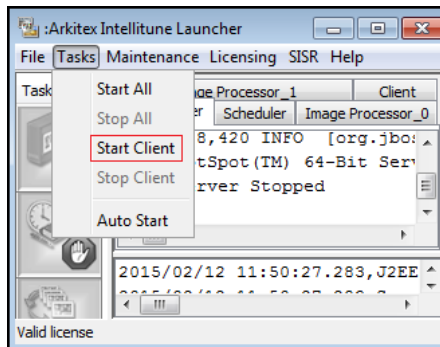 :Arkitex Intellitune Launcher
File Tasks Maintenance Licensing SISR Help
Task
Processor_1 Client
Scheduler Image Processor_0
Start All
Stop All
Start Client
Stop Client
Auto Start
8,420 INFO [org.jbo
tSpot(TM) 64-Bit Serv
rver Stopped
2015/02/12 11:50:27.283,J2EE
Valid license